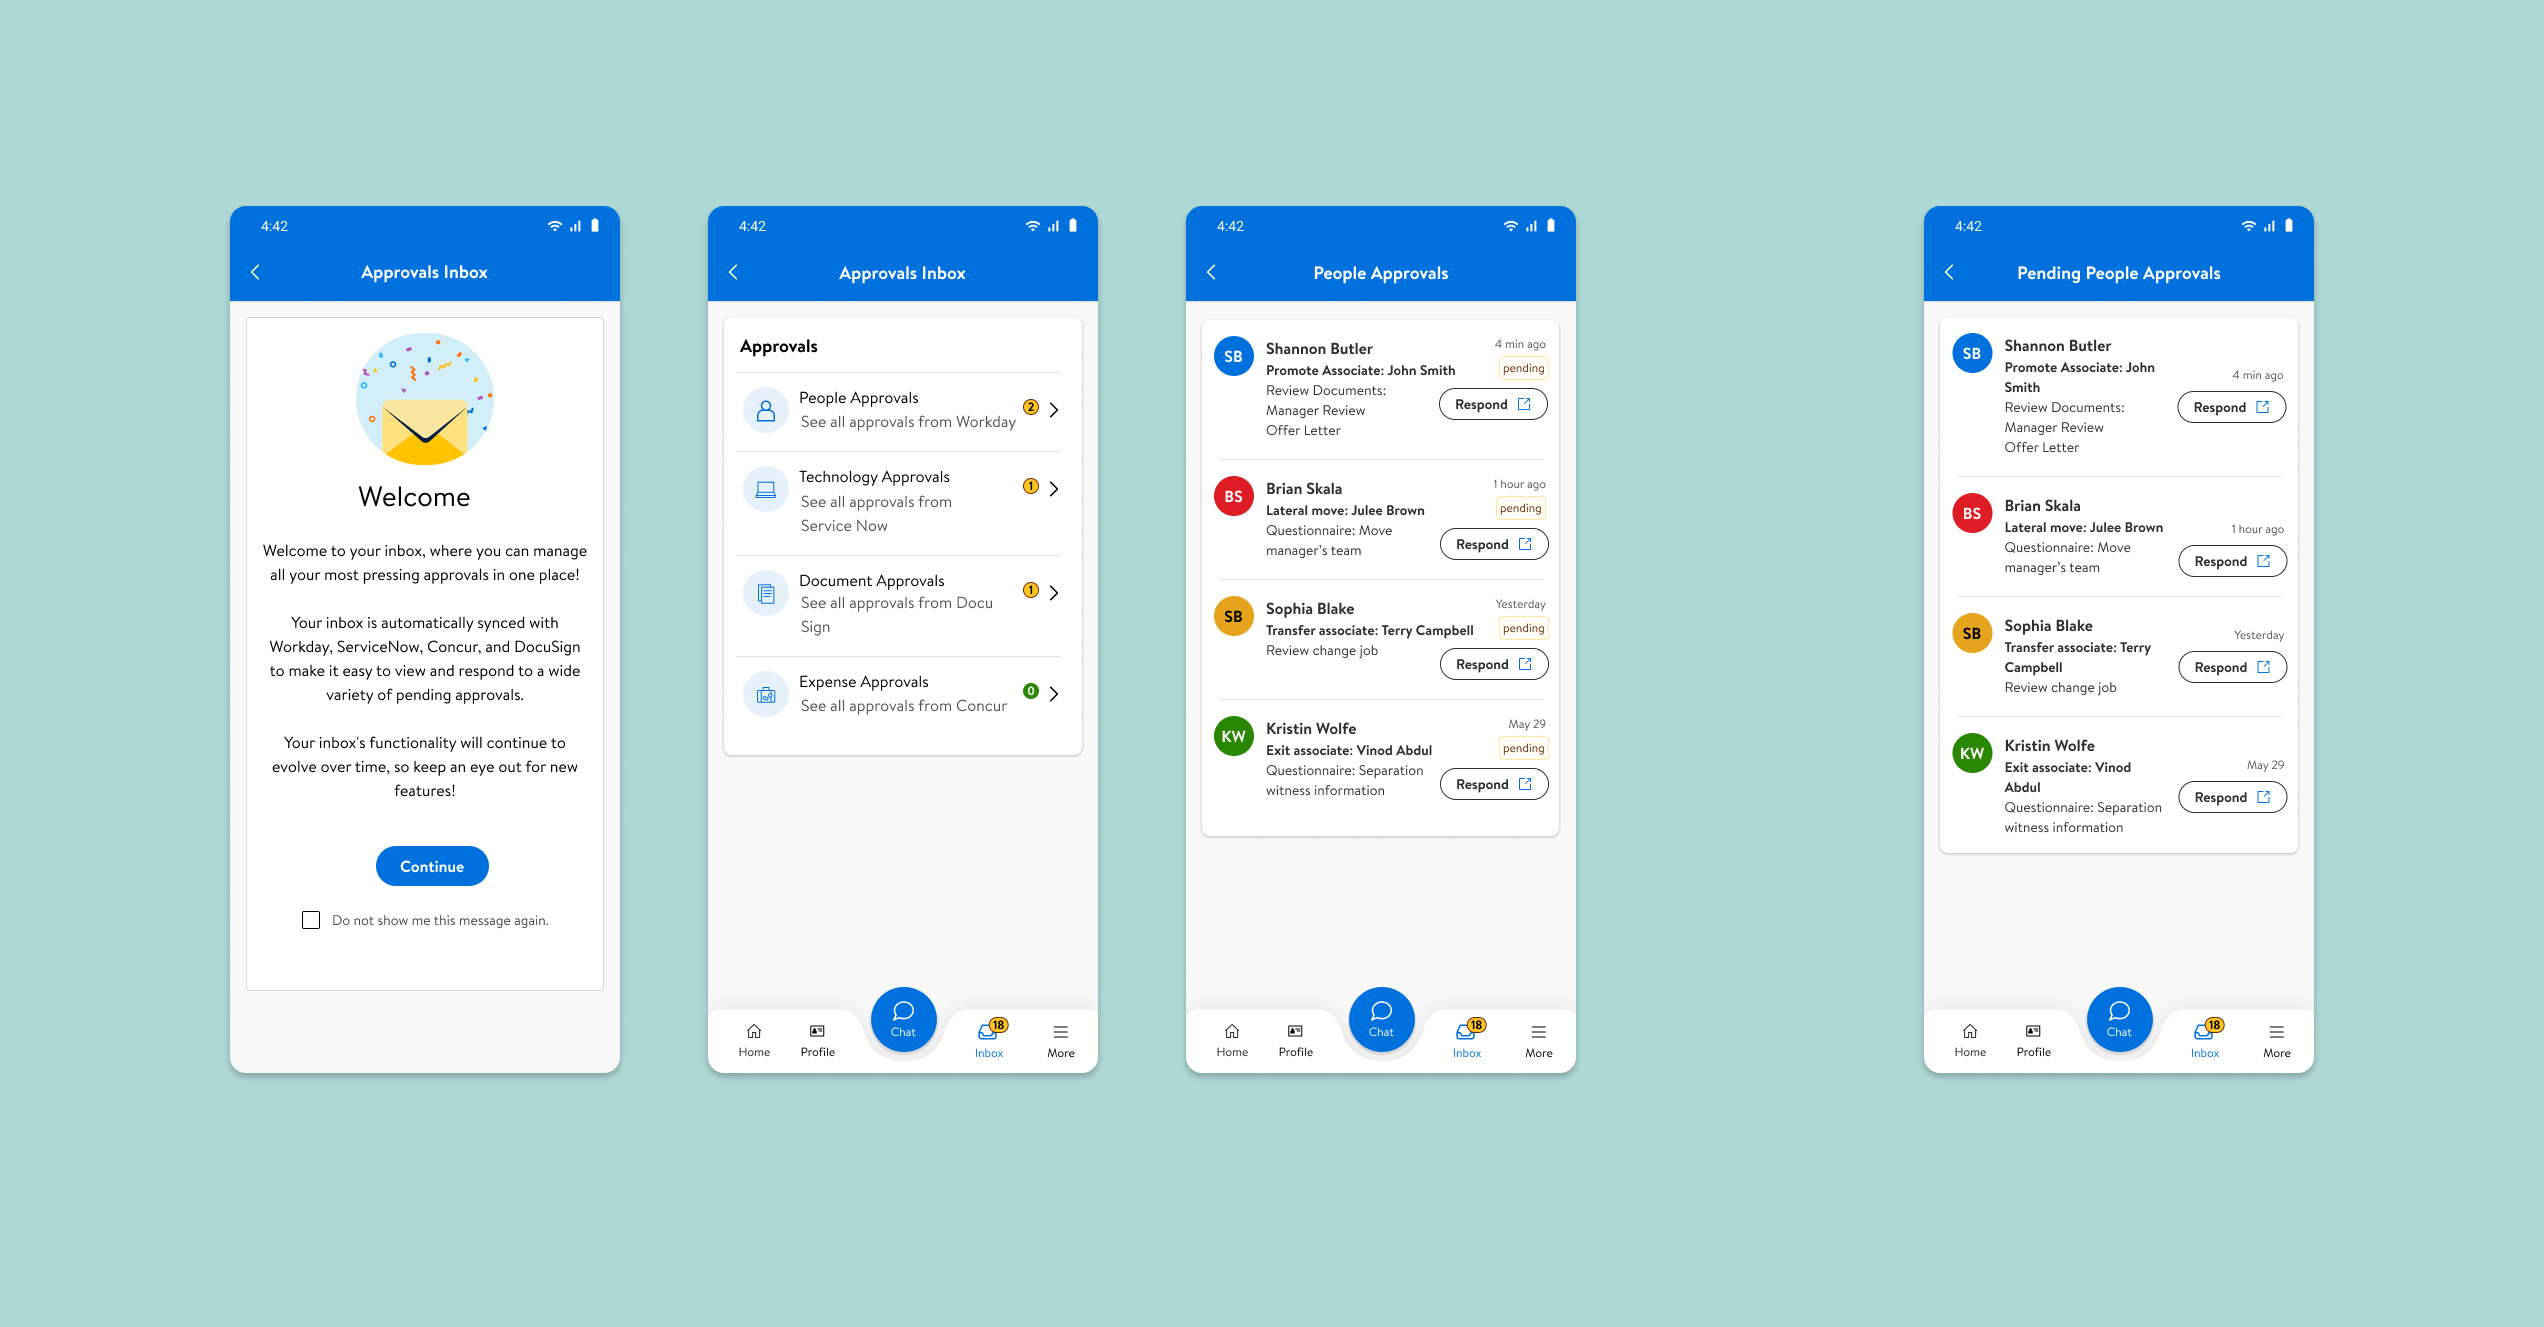 4:42
Approvals Inbox
Welcome
Welcome to your inbox, where you can manage
all your most pressing approvals in one place!
Your inbox is automatically synced with
Workday, ServiceNow, Concur, and DocuSign
to make it easy to view and respond to a wide
variety of pending approvals.
Your inbox's functionality will continue to
evolve over time, so keep an eye out for new
features!
Continue
Do not show me this message again.
4:42
Approvals Inbox
Approvals
People Approvals
See all approvals from Workday
2
Technology Approvals
See all approvals from
Service Now
1
Document Approvals
See all approvals from Docu
Sign
1
Expense Approvals
See all approvals from Concur
0
Home
Profile
Chat
18
Inbox
More
4:42
People Approvals
SB
Shannon Butler
Promote Associate: John Smith
Review Documents:
Manager Review
Offer Letter
4 min ago
pending
Respond
BS
Brian Skala
Lateral move: Julee Brown
Questionnaire: Move
manager's team
1 hour ago
pending
Respond
SB
Sophia Blake
Transfer associate: Terry Campbell
Review change job
Yesterday
pending
Respond
KW
Kristin Wolfe
Exit associate: Vinod Abdul
Questionnaire: Separation
witness information
May 29
pending
Respond
Home
Profile
Chat
18
Inbox
More
4:42
Pending People Approvals
SB
Shannon Butler
Promote Associate: John
Smith
Review Documents:
Manager Review
Offer Letter
4 min ago
Respond
BS
Brian Skala
Lateral move: Julee Brown
Questionnaire: Move
manager's team
1 hour ago
Respond
SB
Sophia Blake
Transfer associate: Terry
Campbell
Review change job
Yesterday
Respond
KW
Kristin Wolfe
Exit associate: Vinod
Abdul
Questionnaire: Separation
witness information
May 29
Respond
Home
Profile
Chat
18
Inbox
More